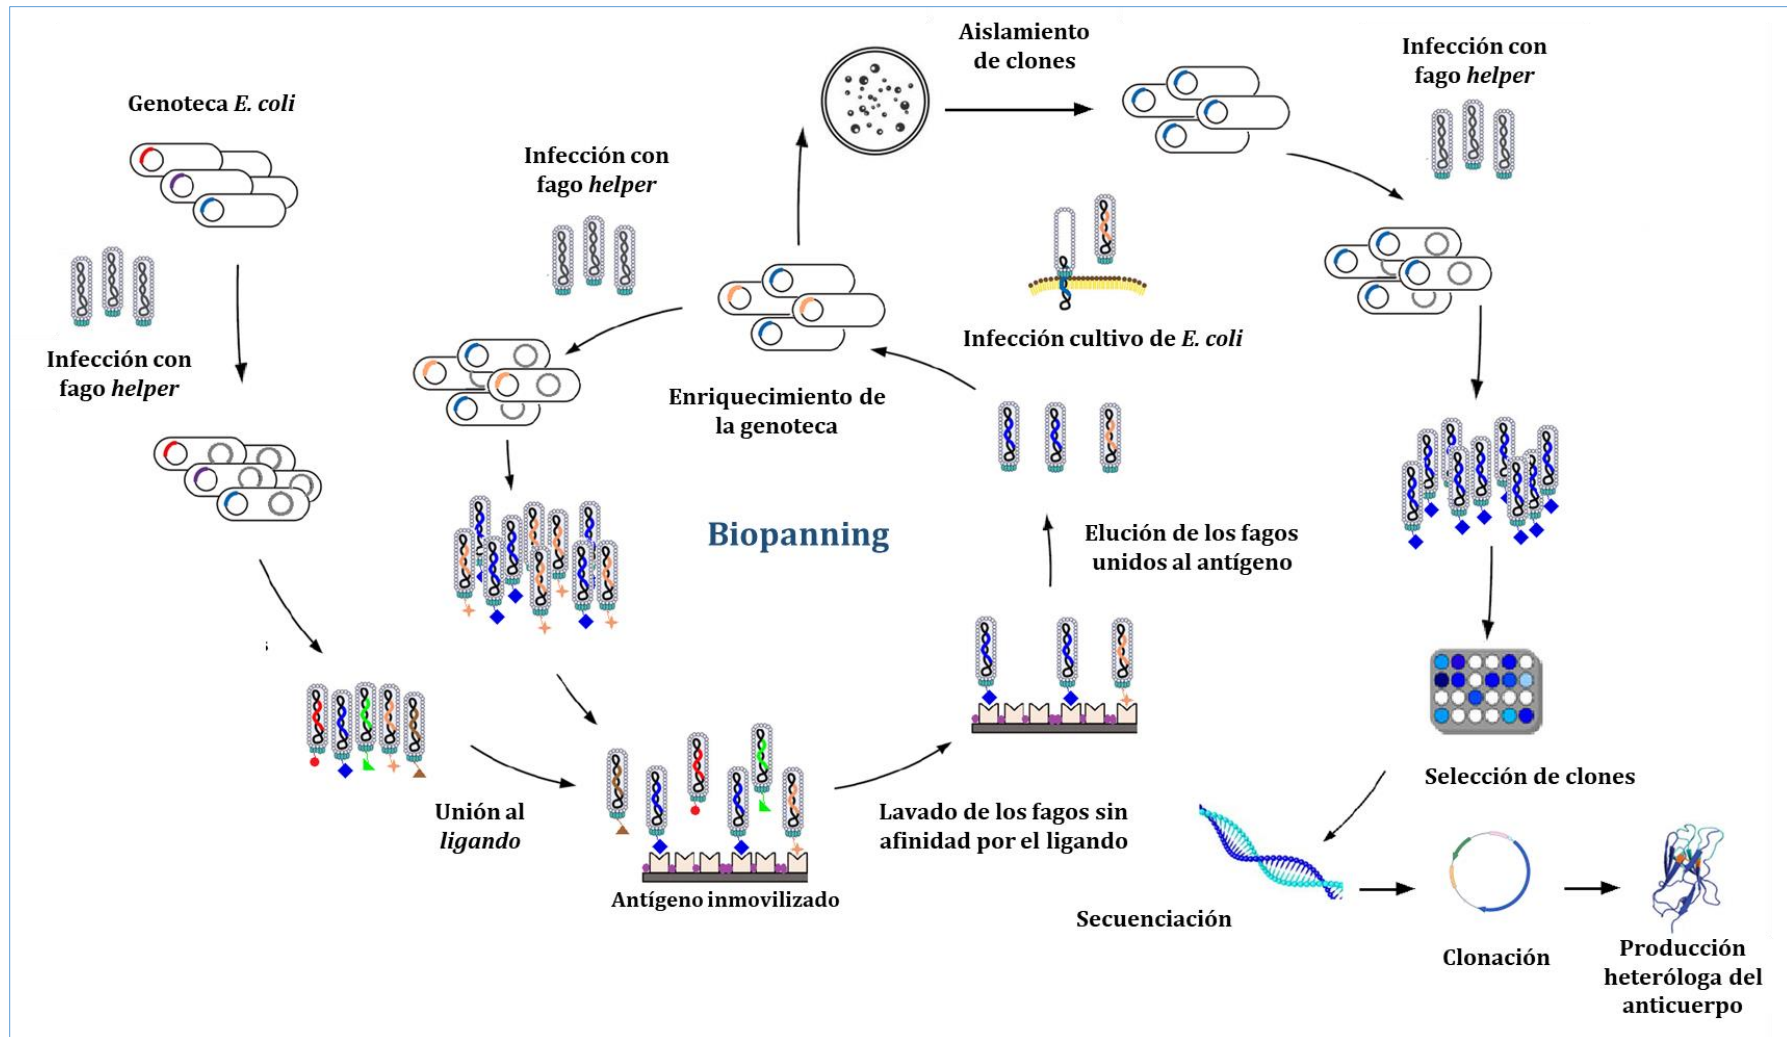 Genoteca E. coli
Infección con
fago helper
Infección con
fago helper
Aislamiento
de clones
Infección con
fago helper
Infección cultivo de E. coli
Enriquecimiento de
la genoteca
Biopanning
Elución de los fagos
unidos al antígeno
Unión al
ligando
Antígeno inmovilizado
Lavado de los fagos sin
afinidad por el ligando
Selección de clones
Secuenciación
Clonación
Producción
heteróloga del
anticuerpo